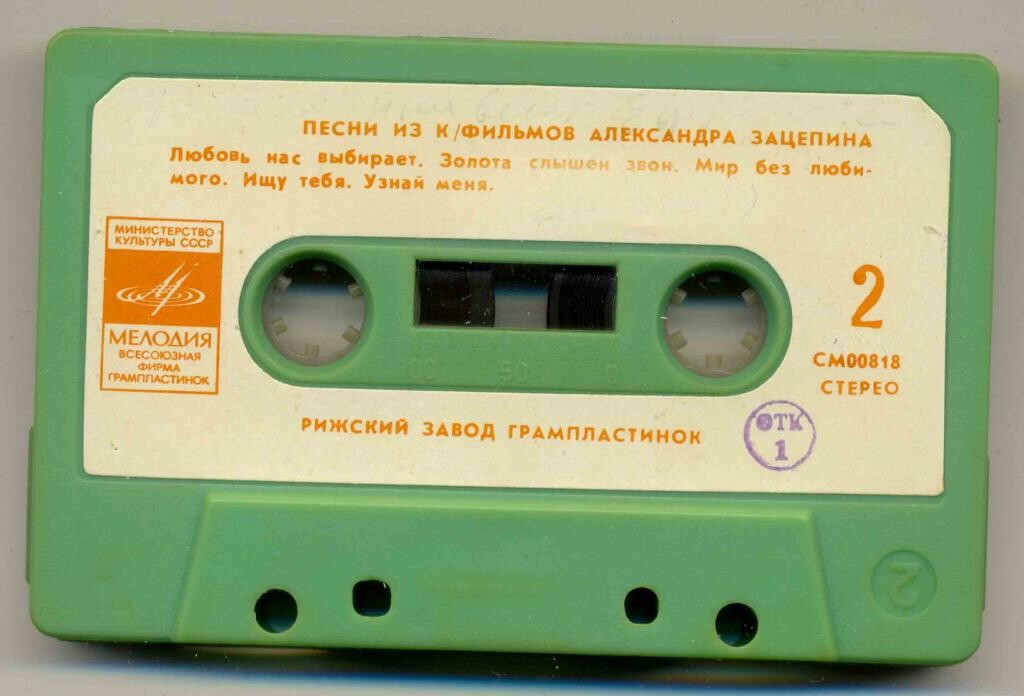 ПЕСНИ ИЗ К/ФИЛЬМОВ АЛЕКСАНДРА ЗАЦЕПИНА
Любовь нас выбирает. Золота слышен звон. Мир без люби-
мого. Ищу тебя. Узнай меня.
МИНИСТЕРСТВО
КУЛЬТУРЫ СССР
МЕЛОДИЯ
ВСЕСОЮЗНАЯ
ФИРМА
ГРАМПЛАСТИНОК
2
СМ00818
СТЕРЕО
50 0
РИЖСКИЙ ЗАВОД ГРАМПЛАСТИНОК
ОТК
1
2